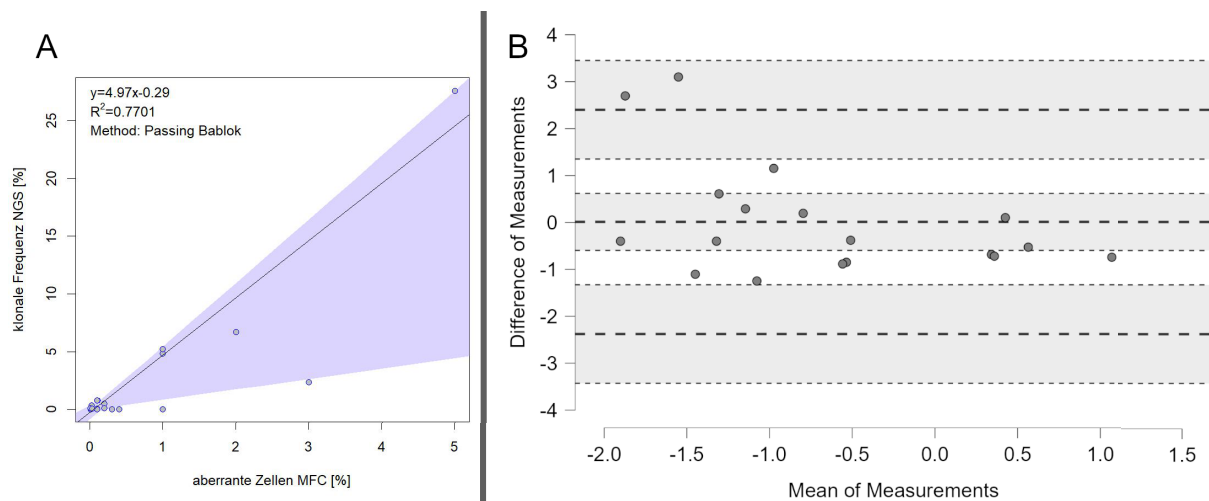 A
y=4.97x-0.29
R²=0.7701
Method: Passing Bablok
klonale Frequenz NGS [%]
25
20
15
10
5
0
0 1 2 3 4 5
aberrante Zellen MFC [%]
B
Difference of Measurements
4
3
2
1
0
-1
-2
-3
-4
-2.0 -1.5 -1.0 -0.5 0.0 0.5 1.0 1.5
Mean of Measurements